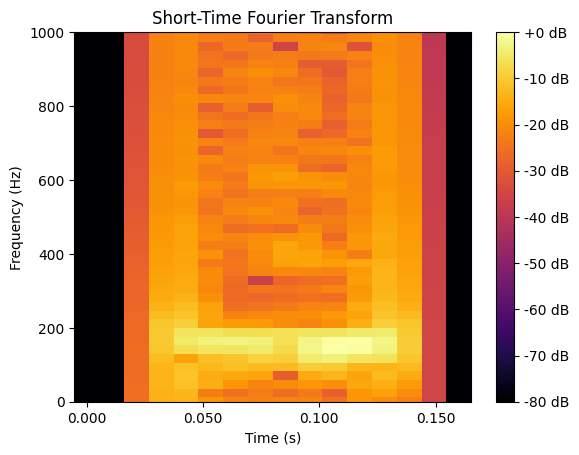 Short-Time Fourier Transform
Frequency (Hz)
1000
800
600
400
200
0
0.000
0.050
0.100
0.150
Time (s)
+0 dB
-10 dB
-20 dB
-30 dB
-40 dB
-50 dB
-60 dB
-70 dB
-80 dB